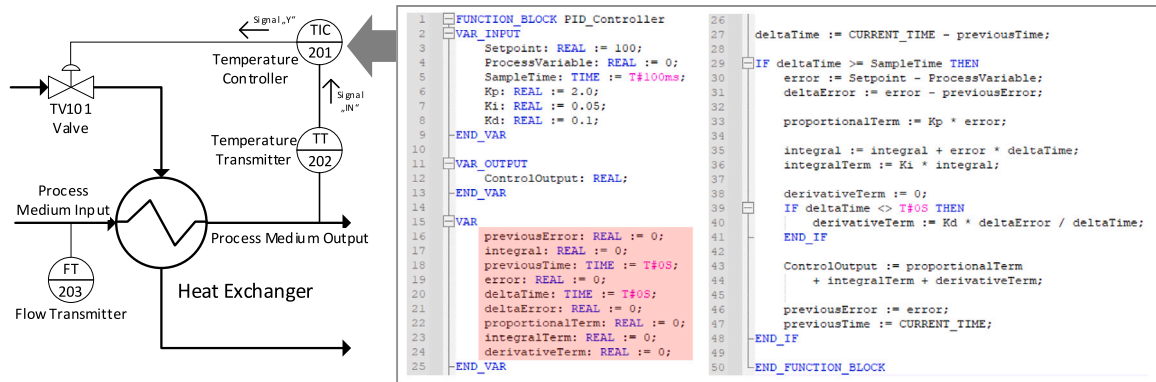 Signal „Y"
TIC
201
Temperature
Controller
Signal
„IN"
TV101
Valve
Temperature
Transmitter
TT
202
Process
Medium Input
Process Medium Output
FT
203
Flow Transmitter
Heat Exchanger
1 FUNCTION_BLOCK PID_Controller
2 VAR_INPUT
3 Setpoint: REAL := 100;
4 ProcessVariable: REAL := 0;
5 SampleTime: TIME := T#100ms;
6 Kp: REAL := 2.0;
7 Ki: REAL := 0.05;
8 Kd: REAL := 0.1;
9 END_VAR
10
11 VAR_OUTPUT
12 ControlOutput: REAL;
13 END_VAR
14
15 VAR
16 previousError: REAL := 0;
17 integral: REAL := 0;
18 previousTime: TIME := T#0S;
19 error: REAL := 0;
20 deltaTime: TIME := T#0S;
21 deltaError: REAL := 0;
22 proportionalTerm: REAL := 0;
23 integralTerm: REAL := 0;
24 derivativeTerm: REAL := 0;
25 END_VAR
26
27 deltaTime := CURRENT_TIME - previousTime;
28
29 IF deltaTime >= SampleTime THEN
30 error := Setpoint - ProcessVariable;
31 deltaError := error - previousError;
32
33 proportionalTerm := Kp * error;
34
35 integral := integral + error * deltaTime;
36 integralTerm := Ki * integral;
37
38 derivativeTerm := 0;
39 IF deltaTime <> T#0S THEN
40 derivativeTerm := Kd * deltaError / deltaTime;
41 END_IF
42
43 ControlOutput := proportionalTerm
44 + integralTerm + derivativeTerm;
45
46 previousError := error;
47 previousTime := CURRENT_TIME;
48 END_IF
49
50 END_FUNCTION_BLOCK